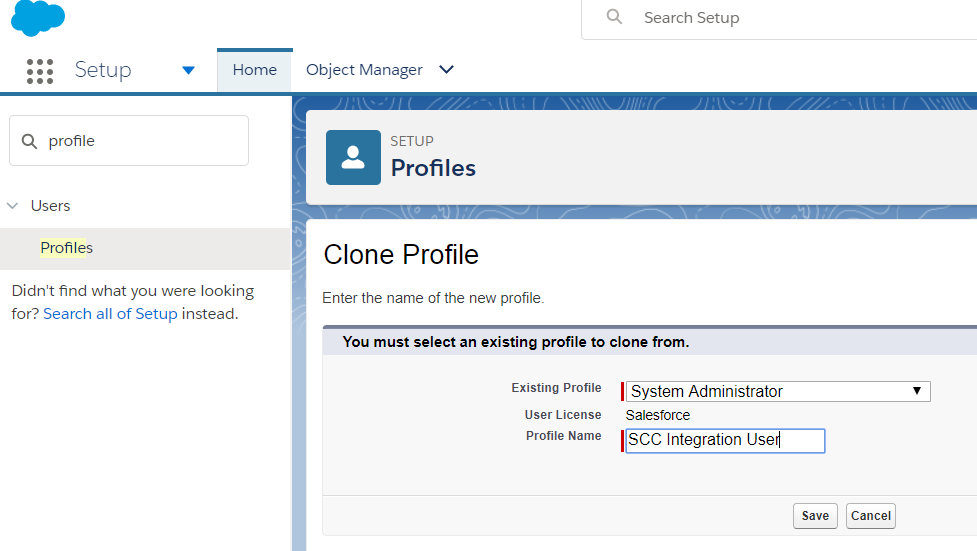 Search Setup
Setup
Home
Object Manager
profile
Users
Profiles
Didn't find what you were looking
for? Search all of Setup instead.
SETUP
Profiles
Clone Profile
Enter the name of the new profile.
You must select an existing profile to clone from.
Existing Profile System Administrator
User License Salesforce
Profile Name SCC Integration User
Save Cancel